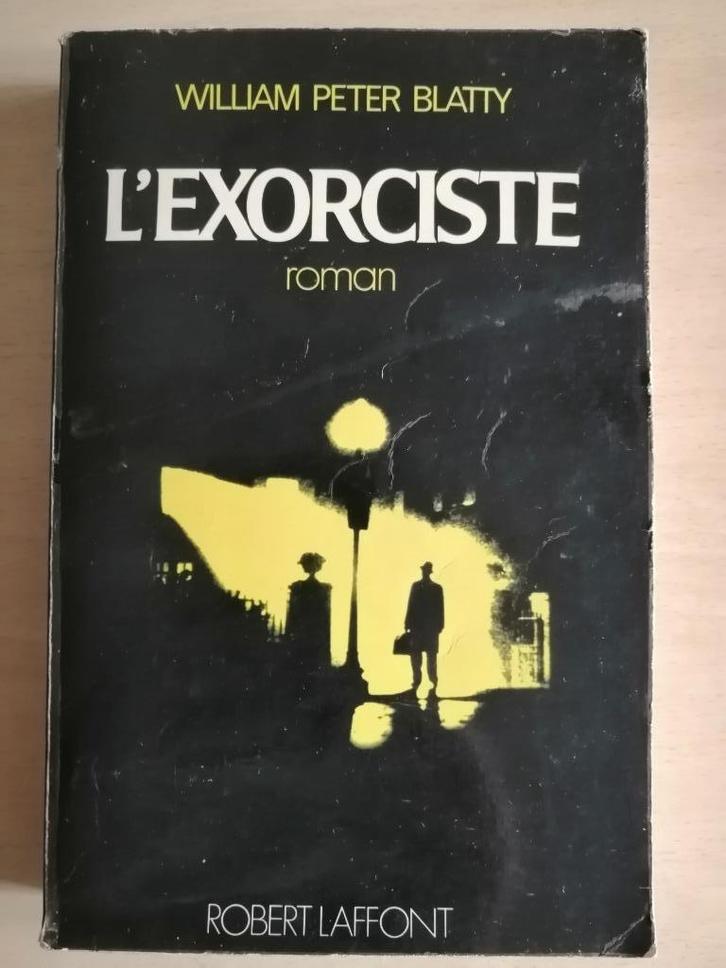 WILLIAM PETER BLATTY
L'EXORCISTE
roman
ROBERT LAFFONT